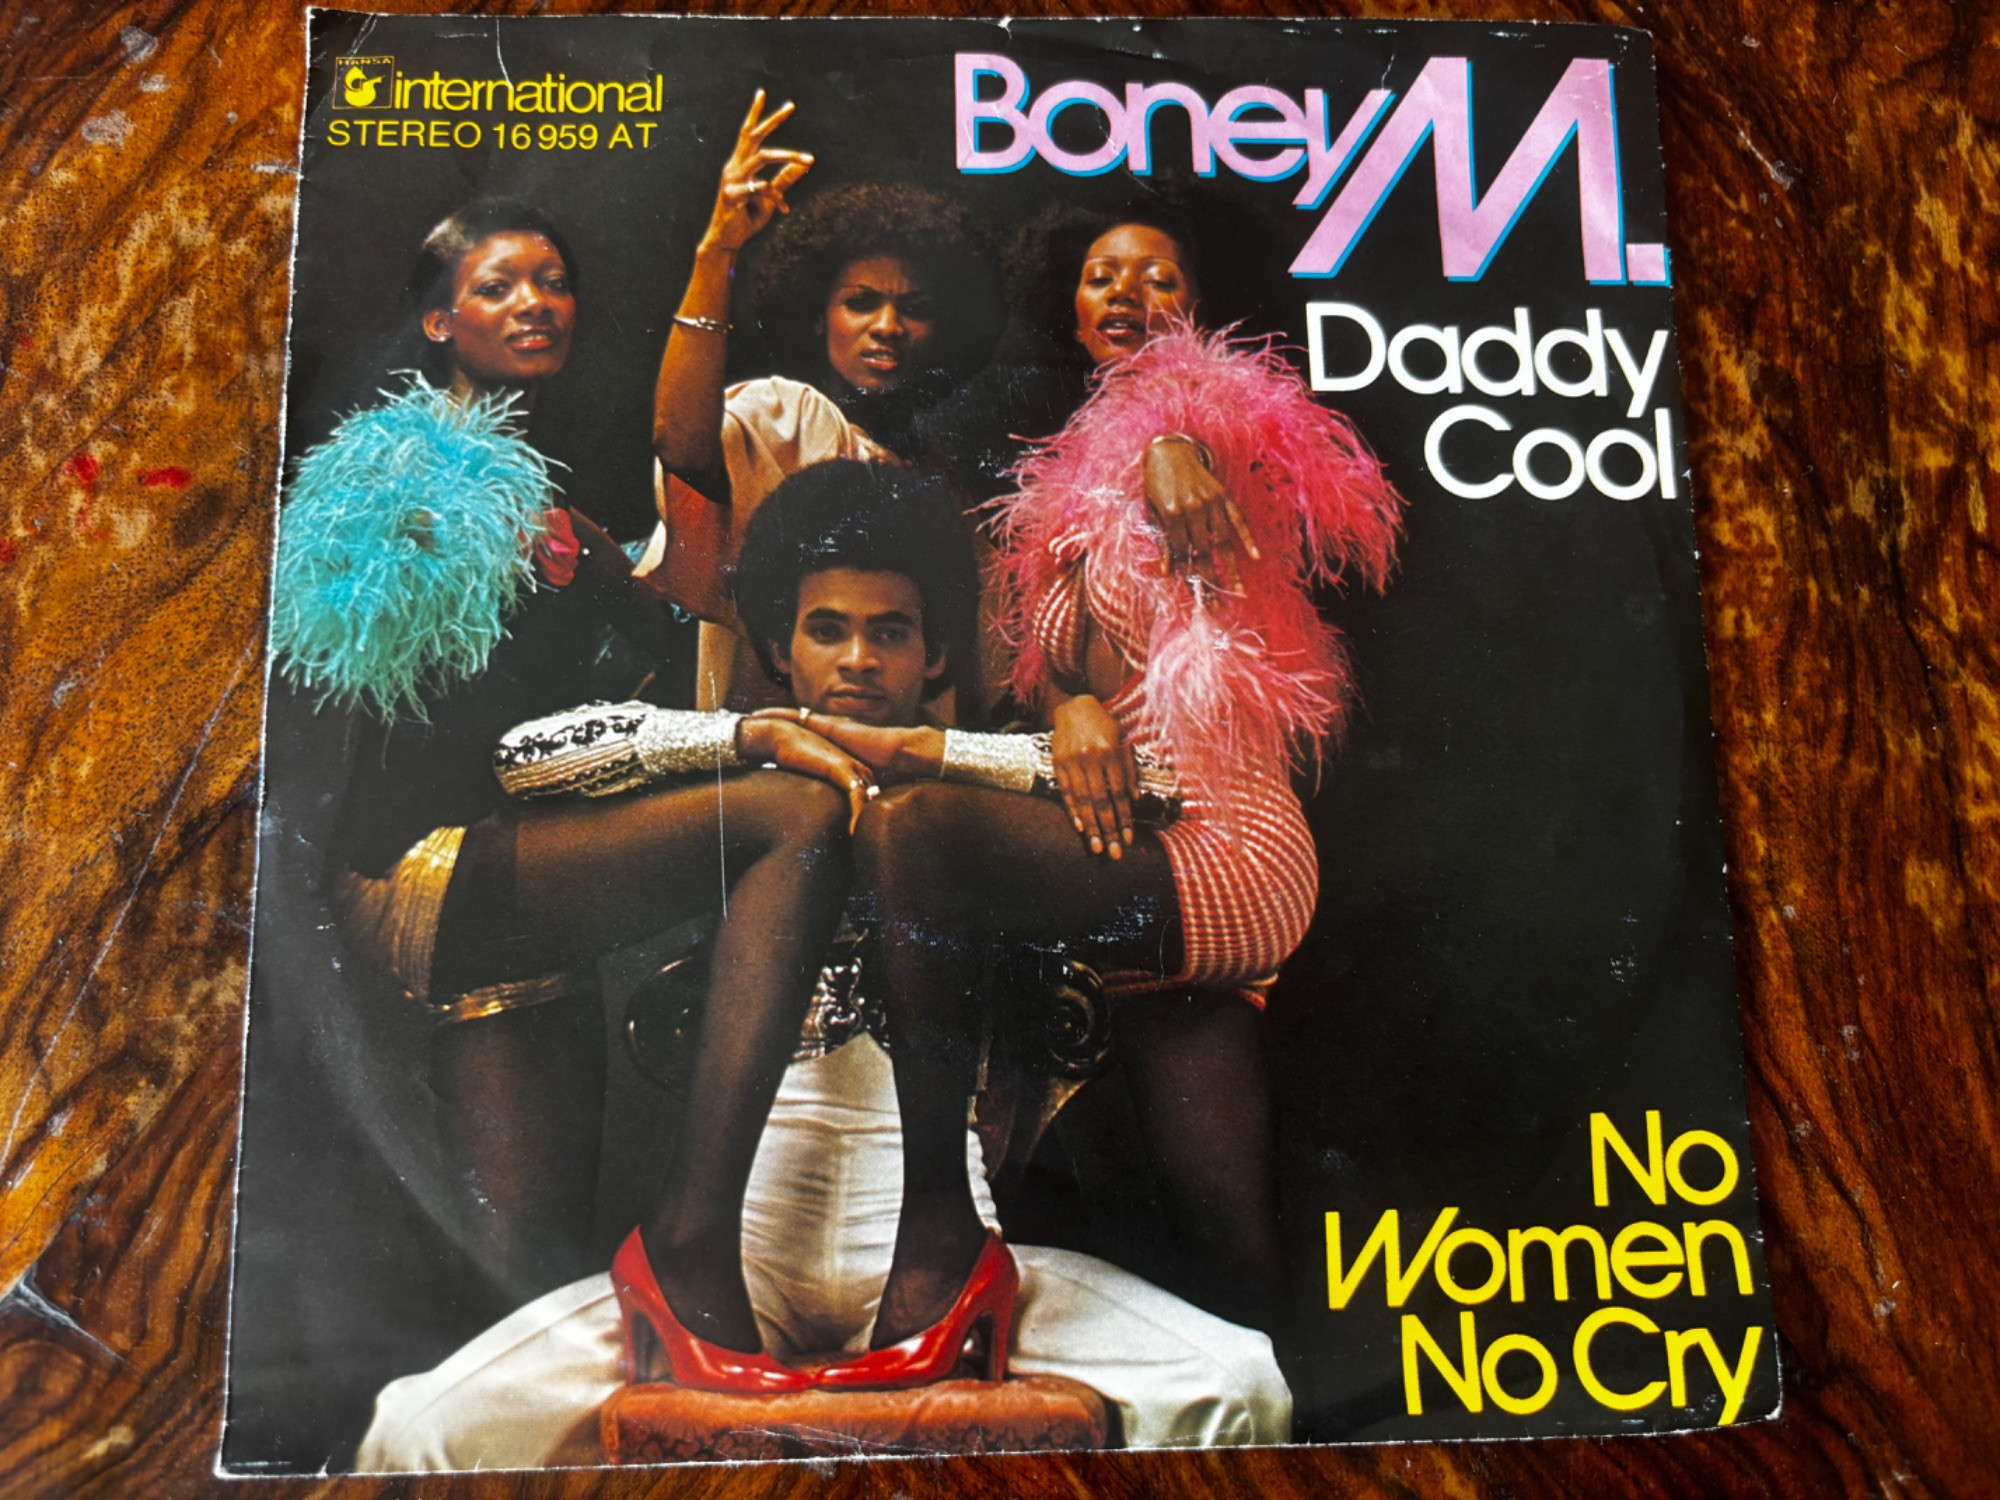 HANSA
international
STEREO 16 959 AT
Boney M.
Daddy
Cool
No
Women
No Cry